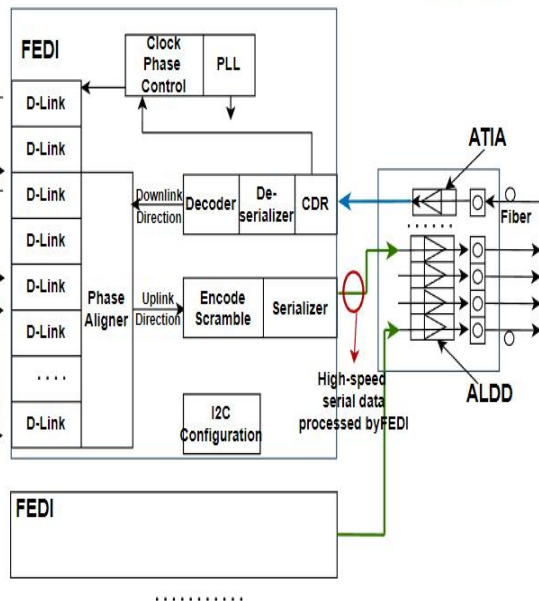 FEDI
Clock
Phase
Control
PLL
D-Link
D-Link
D-Link
D-Link
D-Link
D-Link
. . . .
D-Link
Phase
Aligner
Downlink
Direction
Decoder
De-
serializer
CDR
Uplink
Direction
Encode
Scramble
Serializer
I2C
Configuration
High-speed
serial data
processed byFEDI
ATIA
Fiber
. . . . . .
ALDD
FEDI
. . . . . . . . . . .